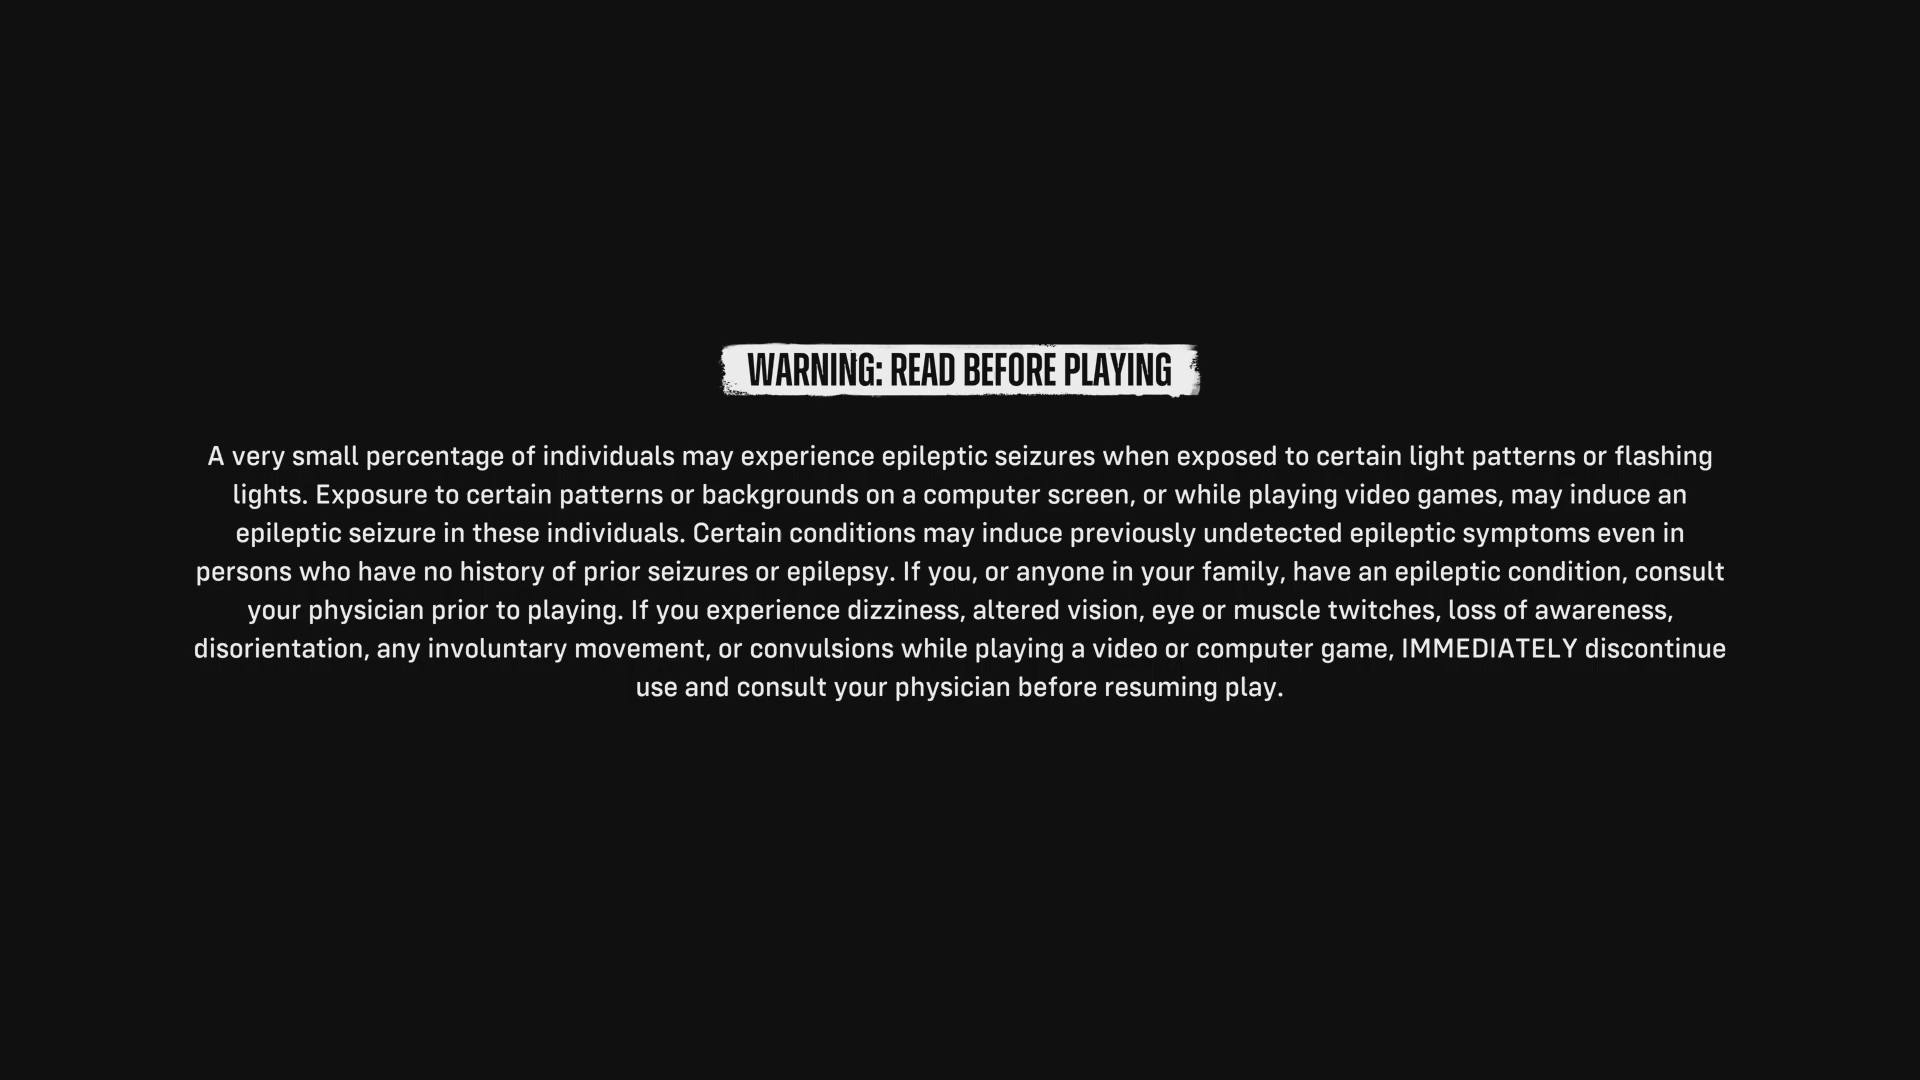 WARNING: READ BEFORE PLAYING
A very small percentage of individuals may experience epileptic seizures when exposed to certain light patterns or flashing
lights. Exposure to certain patterns or backgrounds on a computer screen, or while playing video games, may induce an
epileptic seizure in these individuals. Certain conditions may induce previously undetected epileptic symptoms even in
persons who have no history of prior seizures or epilepsy. If you, or anyone in your family, have an epileptic condition, consult
your physician prior to playing. If you experience dizziness, altered vision, eye or muscle twitches, loss of awareness,
disorientation, any involuntary movement, or convulsions while playing a video or computer game, IMMEDIATELY discontinue
use and consult your physician before resuming play.